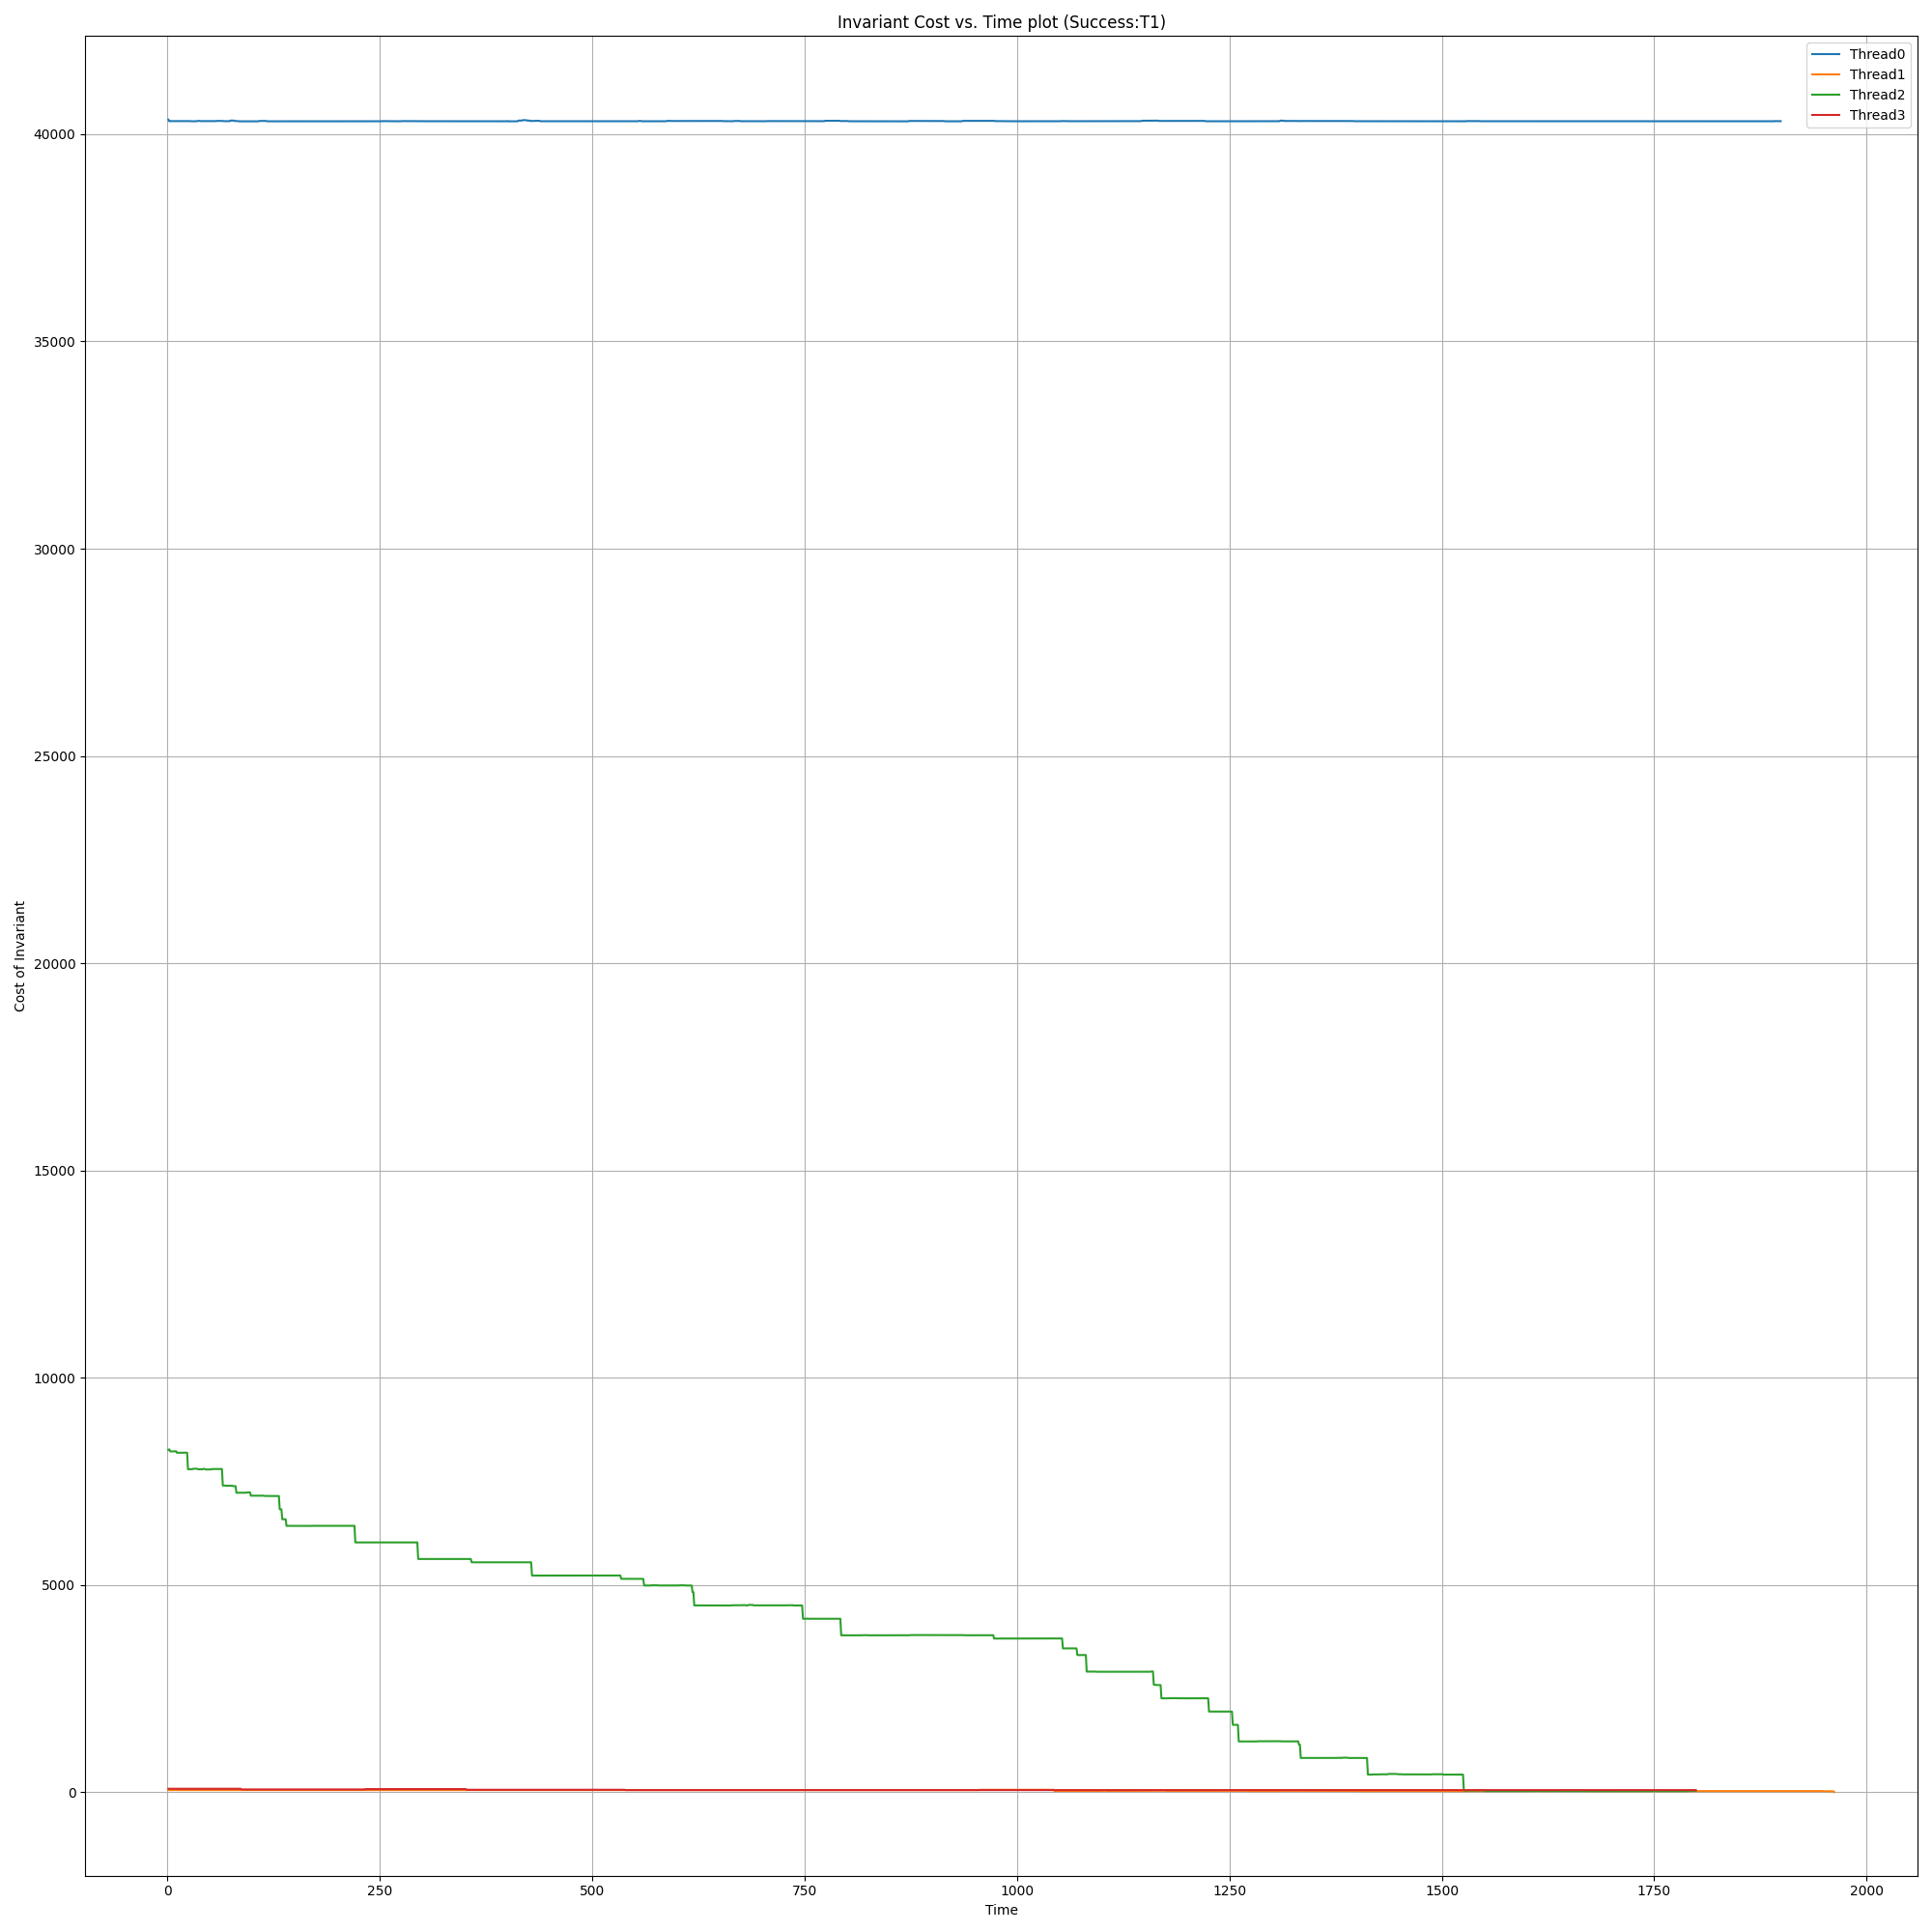 Invariant Cost vs. Time plot (Success:T1)
Thread0
Thread1
Thread2
Thread3
40000
35000
30000
25000
20000
15000
10000
5000
0
Cost of Invariant
0 250 500 750 1000 1250 1500 1750 2000
Time